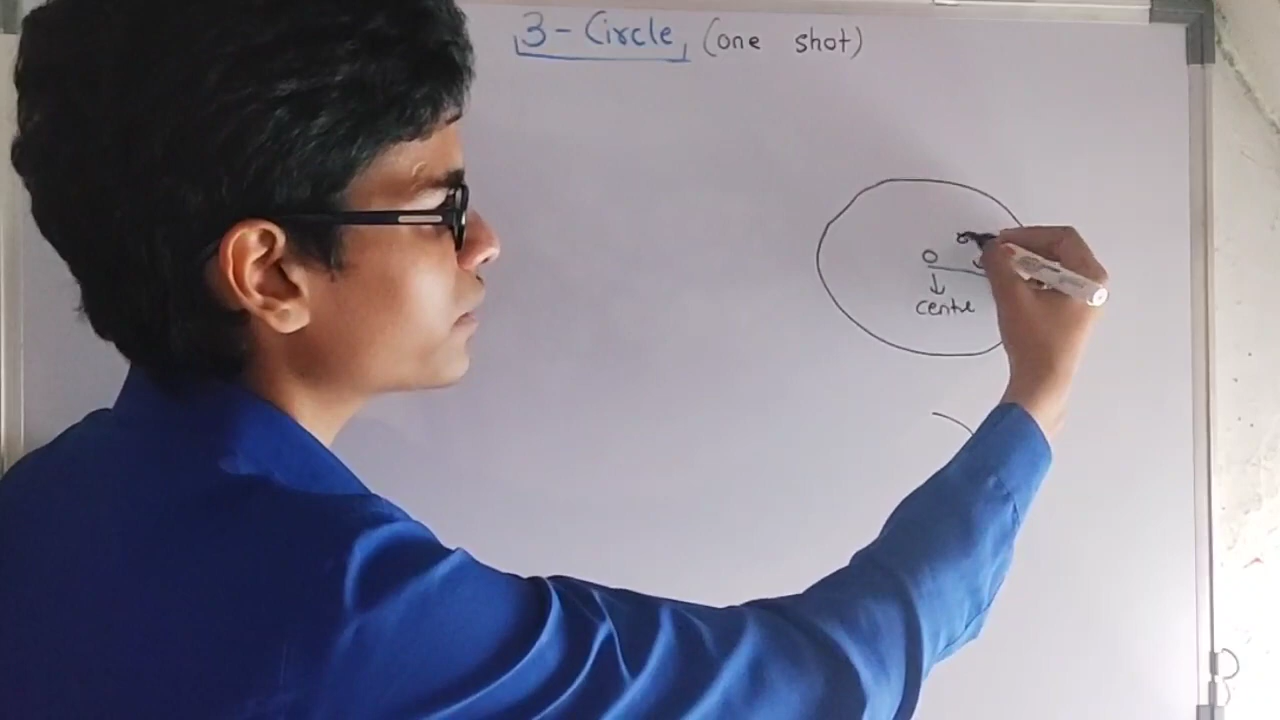 3 - Circle (one shot)
O
centre